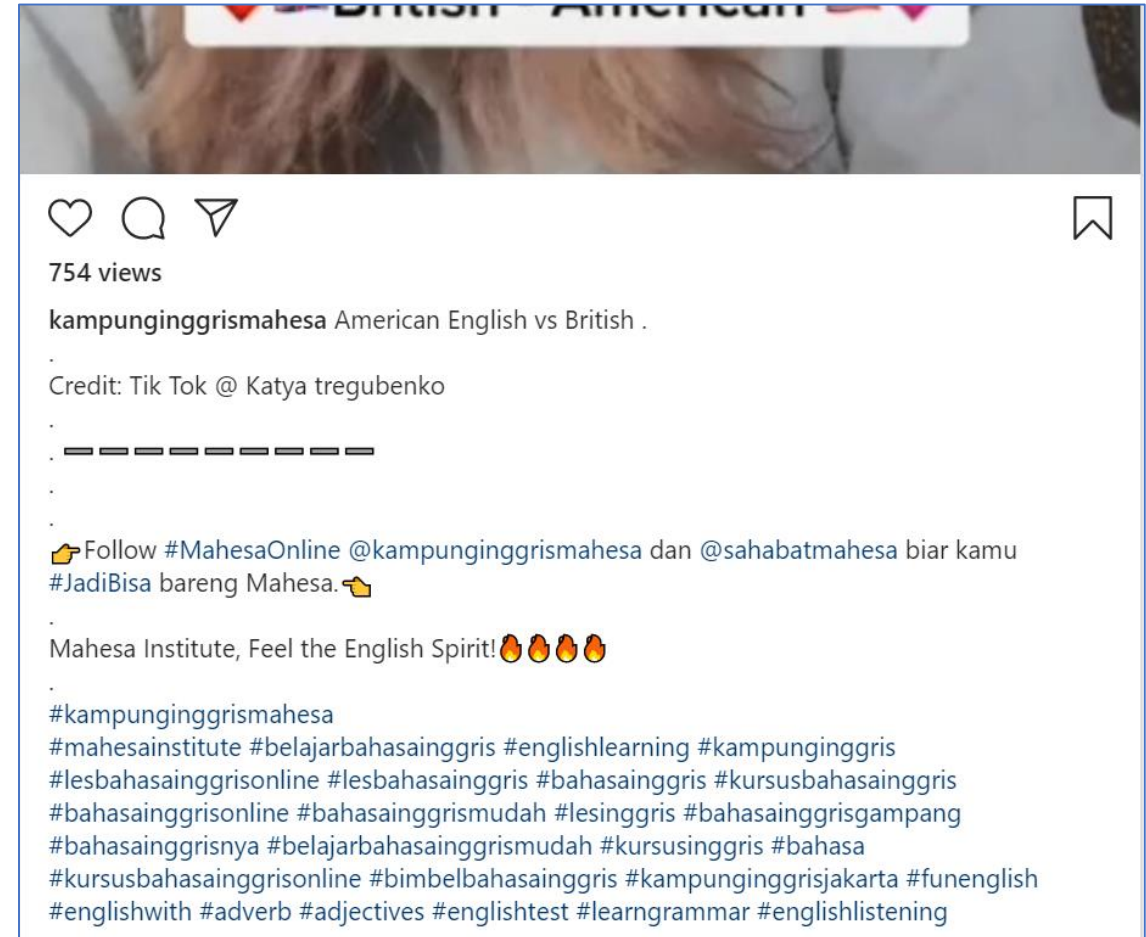 British - American
754 views
kampunginggrismahesa American English vs British .
.
Credit: Tik Tok @ Katya tregubenko
.
. ➖➖➖➖➖➖➖➖➖
.
.
👉Follow #MahesaOnline @kampunginggrismahesa dan @sahabatmahesa biar kamu
#JadiBisa bareng Mahesa.👈
.
Mahesa Institute, Feel the English Spirit!🔥🔥🔥🔥
.
#kampunginggrismahesa
#mahesainstitute #belajarbahasainggris #englishlearning #kampunginggris
#lesbahasainggrisonline #lesbahasainggris #bahasainggris #kursusbahasainggris
#bahasainggrisonline #bahasainggrismudah #lesinggris #bahasainggrisgampang
#bahasainggrisnya #belajarbahasainggrismudah #kursusinggris #bahasa
#kursusbahasainggrisonline #bimbelbahasainggris #kampunginggrisjakarta #funenglish
#englishwith #adverb #adjectives #englishtest #learngrammar #englishlistening